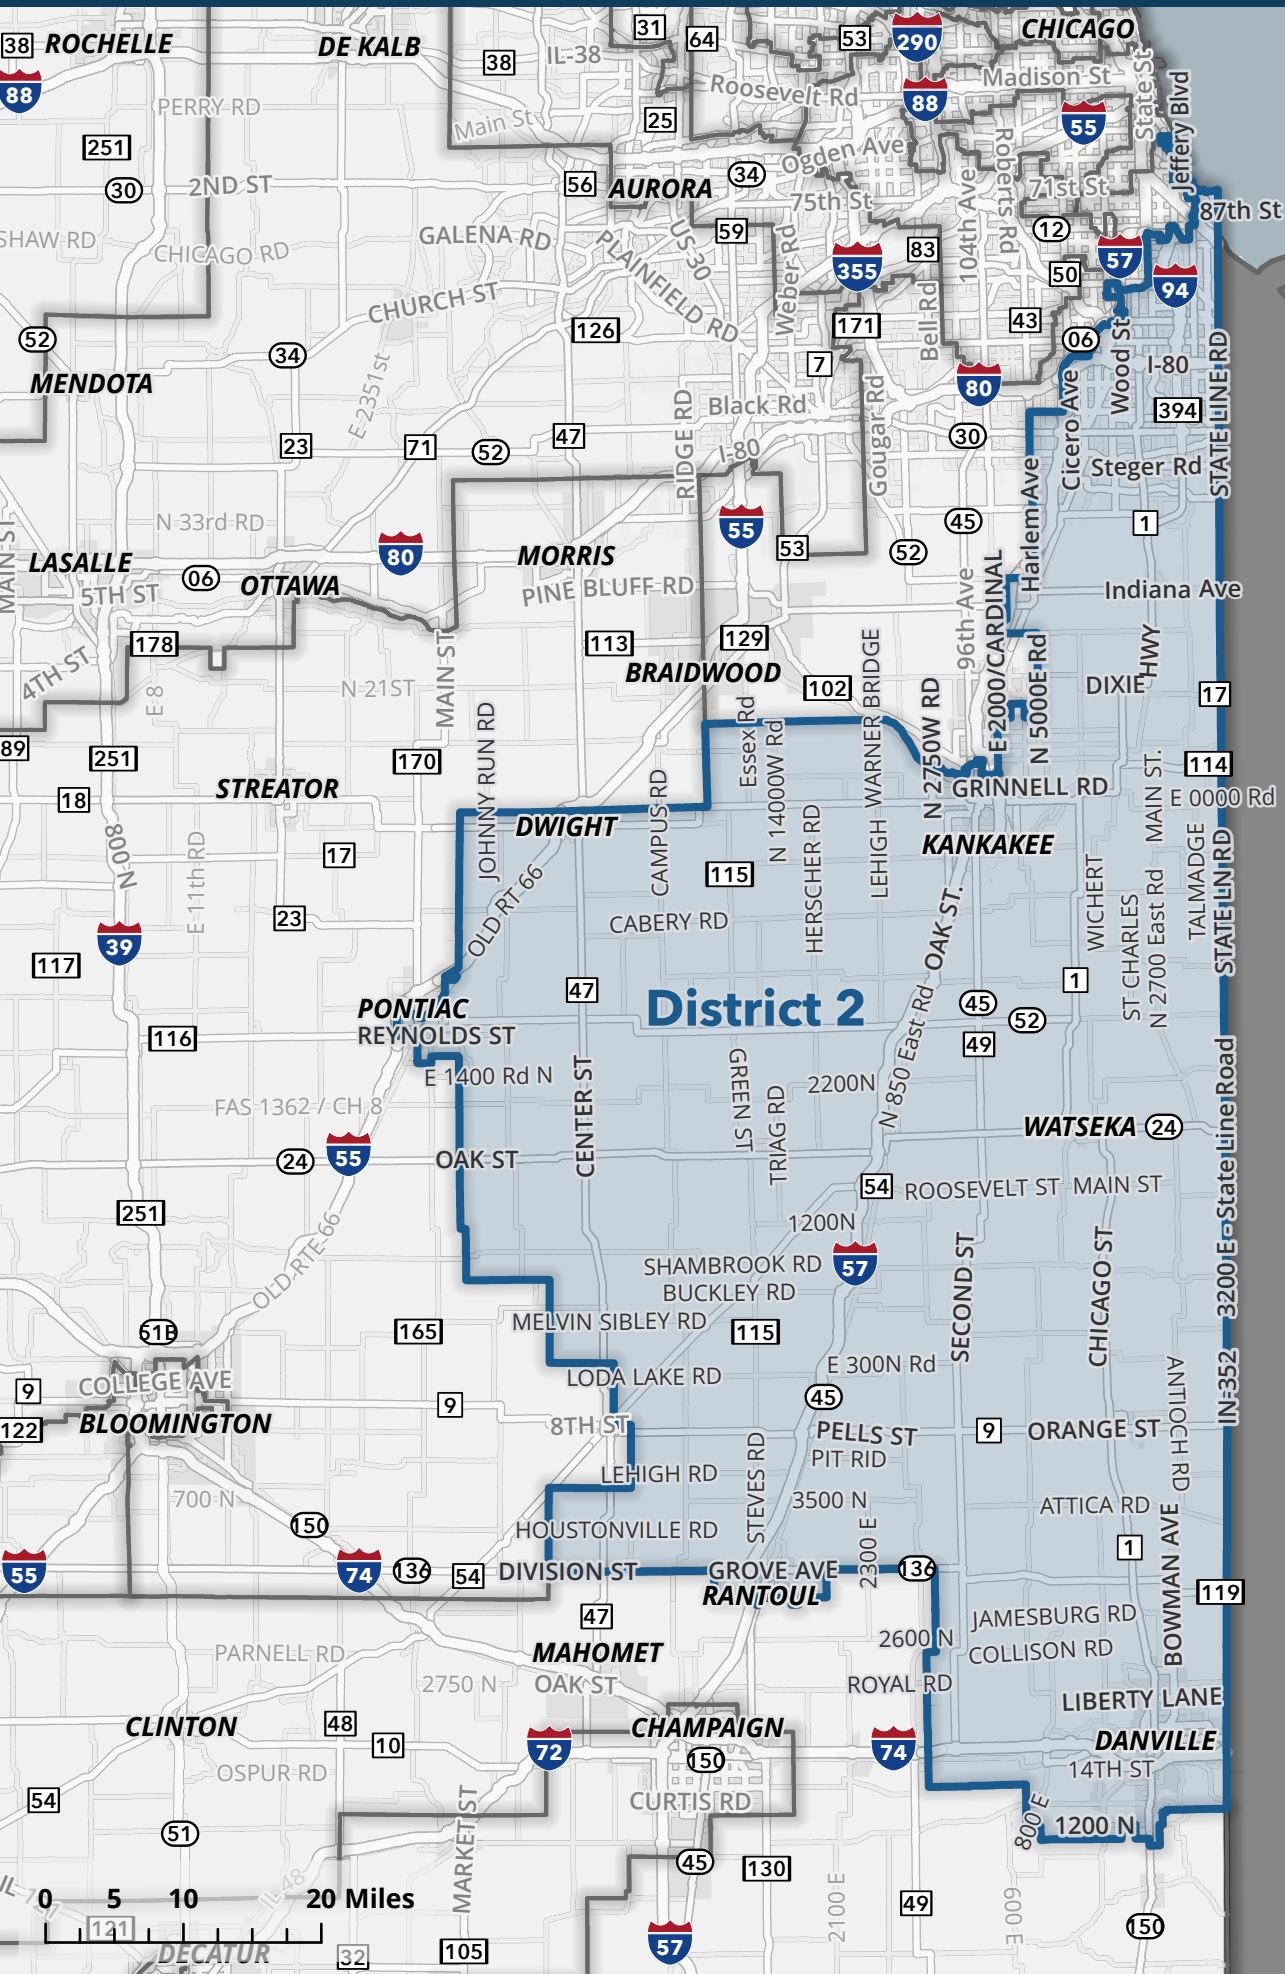 38
ROCHELLE
DE KALB
31
64
53
290
CHICAGO
88
38
IL-38
Roosevelt Rd
88
Madison St
55
State St
Jeffery Blvd
PERRY RD
25
Main St
251
Ogden Ave
Roberts Rd
30
2ND ST
56
AURORA
34
71st St
75th St
87th St
SHAW RD
CHICAGO RD
GALENA RD
PLAINFIELD RD
US 30
59
Weber Rd
83
104th Ave
12
57
355
50
94
CHURCH ST
126
171
Bell Rd
43
06
Wood St
52
34
7
I-80
MENDOTA
E 2351st
80
Cicero Ave
STATE LINE RD
RIDGE RD
Black Rd
Gougar Rd
394
23
71
52
47
I-80
30
Harlem Ave
Steger Rd
N 33rd RD
55
45
1
MAIN ST
LASALLE
80
MORRIS
53
52
06
OTTAWA
5TH ST
PINE BLUFF RD
96th Ave
E 2000/CARDINAL
Indiana Ave
178
113
129
4TH ST
MAIN ST
BRAIDWOOD
LEHIGH WARNER BRIDGE
N 5000E Rd
DIXIE HWY
E 8
N 21ST
102
N 2750W RD
17
JOHNNY RUN RD
Essex Rd
N 14000W Rd
89
251
170
114
18
STREATOR
CAMPUS RD
GRINNELL RD
MAIN ST.
E 0000 Rd
DWIGHT
HERSCHER RD
KANKAKEE
800 N
17
E 11th RD
115
WICHERT
TALMADGE
STATE LN RD
23
OLD RT-66
CABERY RD
OAK ST.
ST CHARLES
N 2700 East Rd
39
117
47
1
PONTIAC
District 2
45
52
116
REYNOLDS ST
49
E 1400 Rd N
CENTER ST
GREEN ST
2200N
N 850 East Rd
FAS 1362 / CH 8
TRIAG RD
WATSEKA
24
24
55
OAK ST
3200 E - State Line Road
251
54
ROOSEVELT ST
MAIN ST
OLD RTE 66
1200N
SHAMBROOK RD
57
SECOND ST
CHICAGO ST
BUCKLEY RD
51B
165
MELVIN SIBLEY RD
115
COLLEGE AVE
LODA LAKE RD
E 300N Rd
ANTIOCH RD
IN-352
9
9
45
122
BLOOMINGTON
8TH ST
PELLS ST
9
ORANGE ST
STEVES RD
PIT RID
LEHIGH RD
700 N
3500 N
ATTICA RD
150
HOUSTONVILLE RD
2300 E
1
BOWMAN AVE
55
74
136
54
DIVISION ST
GROVE AVE
136
RANTOUL
119
47
JAMESBURG RD
PARNELL RD
MAHOMET
2600 N
COLLISON RD
2750 N
OAK ST
ROYAL RD
LIBERTY LANE
CLINTON
48
CHAMPAIGN
DANVILLE
10
72
150
74
14TH ST
OSPUR RD
54
CURTIS RD
MARKET ST
800 E
1200 N
51
45
130
2100 E
IL-48
600 E
IL-121
0 5 10 20 Miles
49
121
150
57
DECATUR
32
105